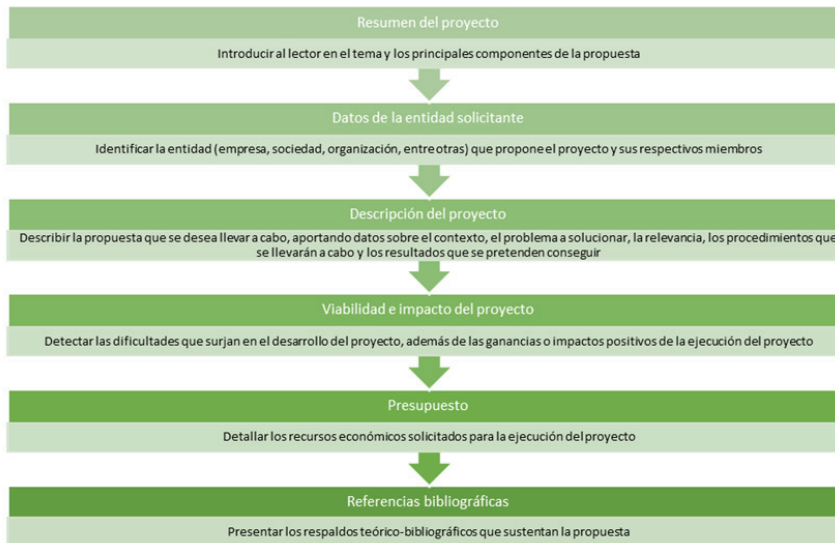 Resumen del proyecto
Introducir al lector en el tema y los principales componentes de la propuesta
Datos de la entidad solicitante
Identificar la entidad (empresa, sociedad, organización, entre otras) que propone el proyecto y sus respectivos miembros
Descripción del proyecto
Describir la propuesta que se desea llevar a cabo, aportando datos sobre el contexto, el problema a solucionar, la relevancia, los procedimientos que
se llevarán a cabo y los resultados que se pretenden conseguir
Viabilidad e impacto del proyecto
Detectar las dificultades que surjan en el desarrollo del proyecto, además de las ganancias o impactos positivos de la ejecución del proyecto
Presupuesto
Detallar los recursos económicos solicitados para la ejecución del proyecto
Referencias bibliográficas
Presentar los respaldos teórico-bibliográficos que sustentan la propuesta